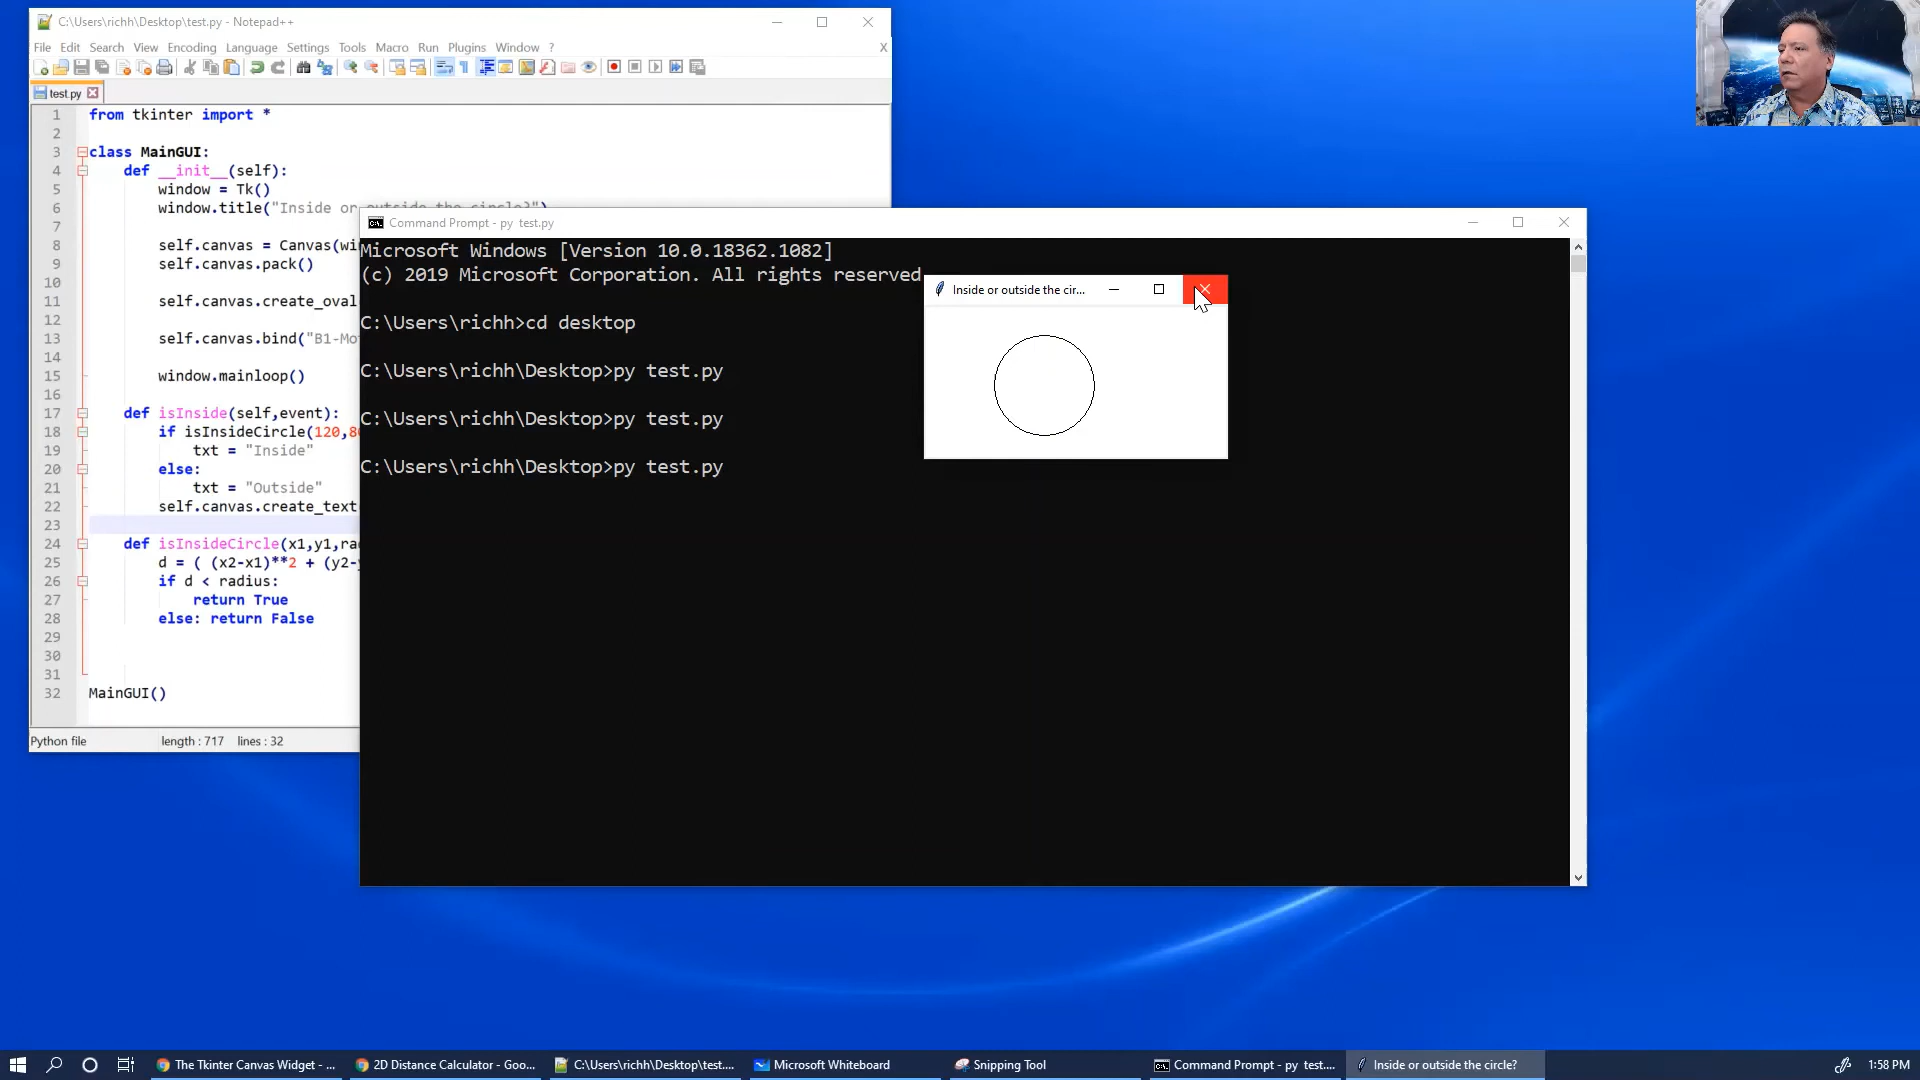 C:\Users\richh\Desktop\test.py - Notepad++
File Edit Search View Encoding Language Settings Tools Macro Run Plugins Window ? X
test.py
1 from tkinter import *
2
3 class MainGUI:
4 def __init__(self):
5 window = Tk()
6 window.title("Inside or outside the circle?")
7
8 self.canvas = Canvas(wi
9 self.canvas.pack()
10
11 self.canvas.create_oval
12
13 self.canvas.bind("B1-Mo
14
15 window.mainloop()
16
17 def isInside(self,event):
18 if isInsideCircle(120,8
19 txt = "Inside"
20 else:
21 txt = "Outside"
22 self.canvas.create_text
23
24 def isInsideCircle(x1,y1,ra
25 d = ( (x2-x1)**2 + (y2-
26 if d < radius:
27 return True
28 else: return False
29
30
31
32 MainGUI()
Python file length : 717 lines : 32
Command Prompt - py test.py
Microsoft Windows [Version 10.0.18362.1082]
(c) 2019 Microsoft Corporation. All rights reserved
C:\Users\richh>cd desktop
C:\Users\richh\Desktop>py test.py
C:\Users\richh\Desktop>py test.py
C:\Users\richh\Desktop>py test.py
Inside or outside the cir...
The Tkinter Canvas Widget - ...
2D Distance Calculator - Goo...
C:\Users\richh\Desktop\test....
Microsoft Whiteboard
Snipping Tool
Command Prompt - py test....
Inside or outside the circle?
1:58 PM